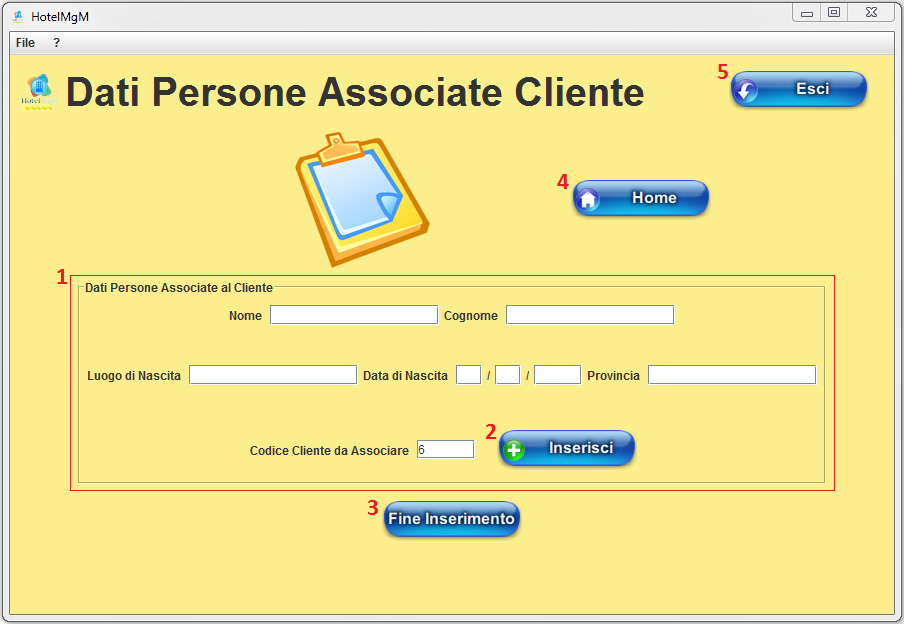 HotelMgM
File ?
Hotel
Dati Persone Associate Cliente
5 Esci
4 Home
1
Dati Persone Associate al Cliente
Nome Cognome
Luogo di Nascita Data di Nascita / / Provincia
Codice Cliente da Associare 6 2 Inserisci
3 Fine Inserimento